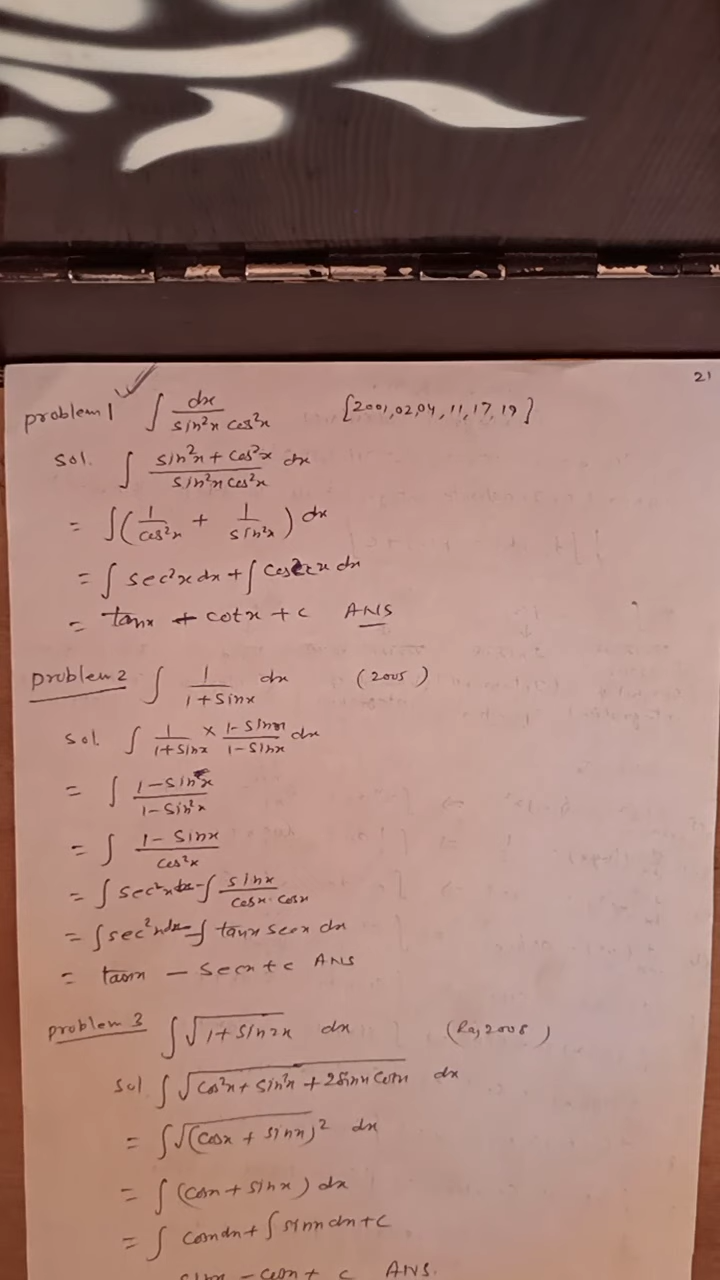 21
problem 1 ∫ dx / sin²x cos²x [2001,02,04,11,17,19]
Sol. ∫ sin²x + cos²x / sin²x cos²x dx
= ∫( 1/cos²x + 1/sin²x ) dx
= ∫ sec²x dx + ∫ cosec²x dx
= tanx + cotx + c ANS
problem 2 ∫ 1 / 1+sinx dx (2005)
Sol ∫ 1/1+sinx × 1-sinx/1-sinx dx
= ∫ 1-sinx / 1-sin²x
= ∫ 1-sinx / cos²x
= ∫ sec²x dx - ∫ sinx / cosx·cosx
= ∫ sec²x dx - ∫ tanx secx dx
= tanx - secx + c ANS
problem 3 ∫ √1+sin2x dx (Raj 2008)
Sol ∫ √cos²x + sin²x + 2sinx cosx dx
= ∫ √(cosx + sinx)² dx
= ∫ (cosx + sinx) dx
= ∫ cosx dx + ∫ sinx dx + c
sinx - cosx + c ANS.